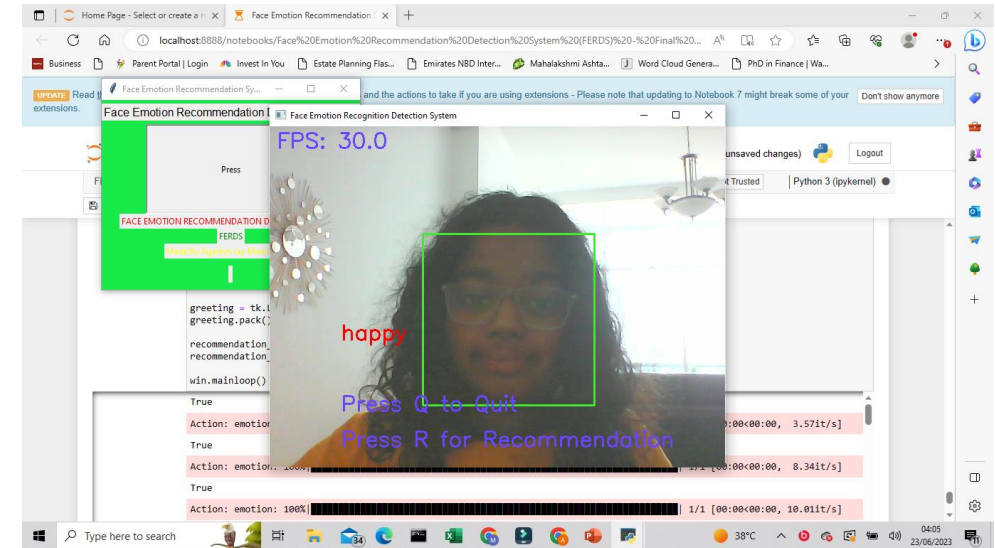 Home Page - Select or create a n
Face Emotion Recommendation
localhost:8888/notebooks/Face%20Emotion%20Recommendation%20Detection%20System%20(FERDS)%20-%20Final%20...
Business
Parent Portal | Login
Invest In You
Estate Planning Flas...
Emirates NBD Inter...
Mahalakshmi Ashta...
Word Cloud Genera...
PhD in Finance | Wa...
UPDATE Read
and the actions to take if you are using extensions - Please note that updating to Notebook 7 might break some of your
Don't show anymore
extensions.
Face Emotion Recommendation Sy...
Face Emotion Recommendation
Press
FACE EMOTION RECOMMENDATION D
FERDS
Face Emotion Recognition Detection System
FPS: 30.0
happy
Press Q to Quit
Press R for Recommendation
unsaved changes)
Logout
t Trusted
Python 3 (ipykernel)
greeting = tk.
greeting.pack()
recommendation_
recommendation_
win.mainloop()
True
Action: emotion
0:00<00:00, 3.57it/s]
True
Action: emotion: 100%
1/1 [00:00<00:00, 8.34it/s]
True
Action: emotion: 100%
1/1 [00:00<00:00, 10.01it/s]
Type here to search
34
38°C
04:05
23/06/2023